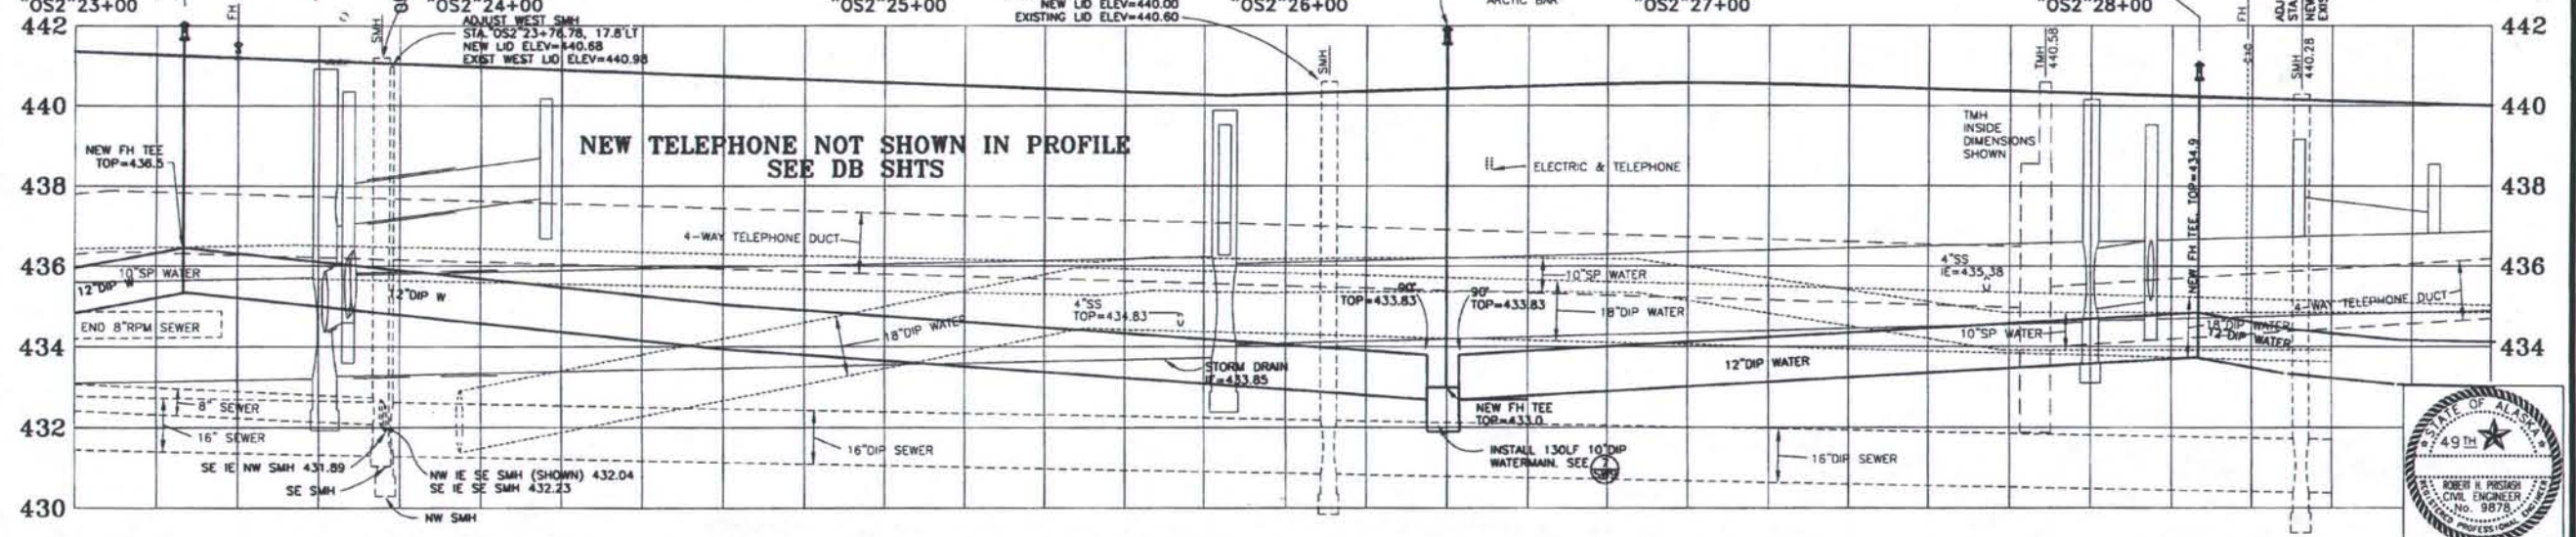 "OS2"23+00
"OS2"24+00
"OS2"25+00
"OS2"26+00
"OS2"27+00
"OS2"28+00
NEW LID ELEV=440.00
EXISTING LID ELEV=440.60
ARCTIC BAR
442
440
438
436
434
432
430
442
440
438
436
434
FH
SMH
ADJUST WEST SMH
STA "OS2"23+76.78, 17.8'LT
NEW LID ELEV=440.68
EXIST WEST LID ELEV=440.98
SMH
TMH
440.58
FH
SMH
440.28
NEW FH TEE
TOP=436.5
NEW TELEPHONE NOT SHOWN IN PROFILE
SEE DB SHTS
ELECTRIC & TELEPHONE
TMH
INSIDE
DIMENSIONS
SHOWN
NEW FH TEE, TOP=434.9
4-WAY TELEPHONE DUCT
10"SP WATER
12"DIP W
12"DIP W
END 8"RPM SEWER
18"DIP WATER
4"SS
TOP=434.83
90°
TOP=433.83
90°
TOP=433.83
10"SP WATER
18"DIP WATER
4"SS
IE=435.38
10"SP WATER
4-WAY TELEPHONE DUCT
18"DIP WATER
12"DIP WATER
12"DIP WATER
STORM DRAIN
IE=433.85
8" SEWER
16" SEWER
SE IE NW SMH 431.89
SE SMH
NW IE SE SMH (SHOWN) 432.04
SE IE SE SMH 432.23
NW SMH
16"DIP SEWER
NEW FH TEE
TOP=433.0
INSTALL 130LF 10"DIP
WATERMAIN. SEE
16"DIP SEWER
STATE OF ALASKA
49TH
ROBERT H. PRISTASH
CIVIL ENGINEER
No. 9878
REGISTERED PROFESSIONAL ENGINEER